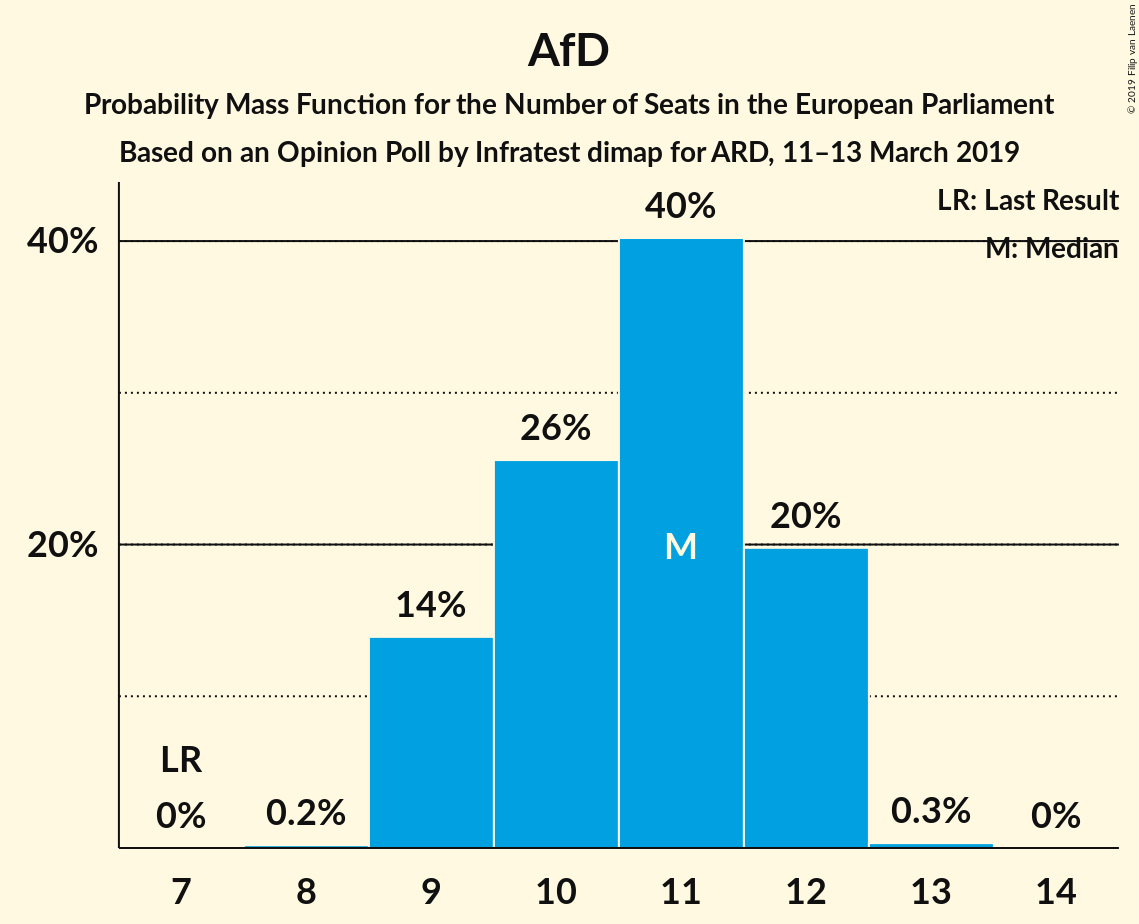 AfD
Probability Mass Function for the Number of Seats in the European Parliament
Based on an Opinion Poll by Infratest dimap for ARD, 11–13 March 2019
© 2019 Filip van Laenen
LR: Last Result
M: Median
40%
20%
LR
0%
0.2%
14%
26%
40%
M
20%
0.3%
0%
7
8
9
10
11
12
13
14